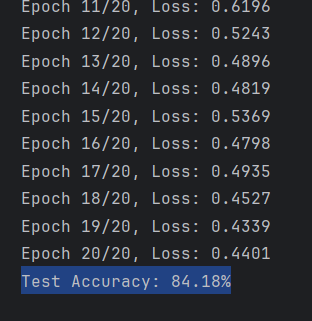 Epoch 11/20, Loss: 0.6196
Epoch 12/20, Loss: 0.5243
Epoch 13/20, Loss: 0.4896
Epoch 14/20, Loss: 0.4819
Epoch 15/20, Loss: 0.5369
Epoch 16/20, Loss: 0.4798
Epoch 17/20, Loss: 0.4935
Epoch 18/20, Loss: 0.4527
Epoch 19/20, Loss: 0.4339
Epoch 20/20, Loss: 0.4401
Test Accuracy: 84.18%